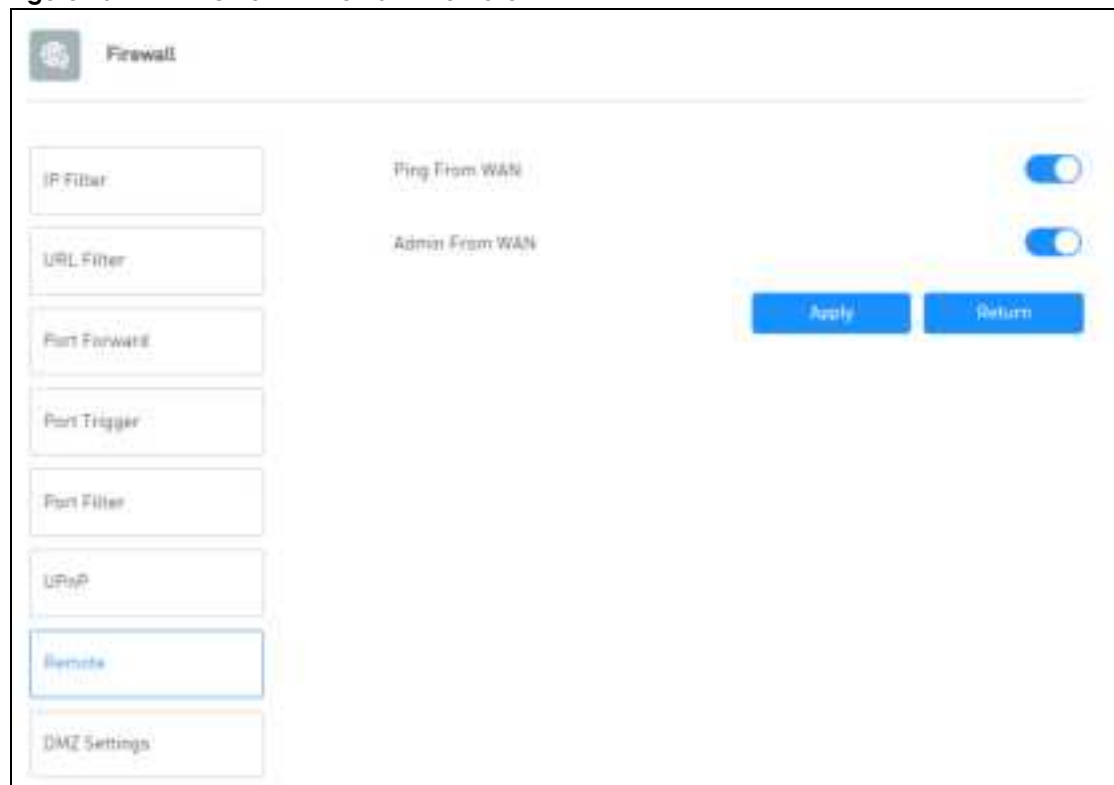 Firewall
IP Filter
URL Filter
Port Forward
Port Trigger
Port Filter
UPnP
Remote
DMZ Settings
Ping From WAN
Admin From WAN
Apply
Return